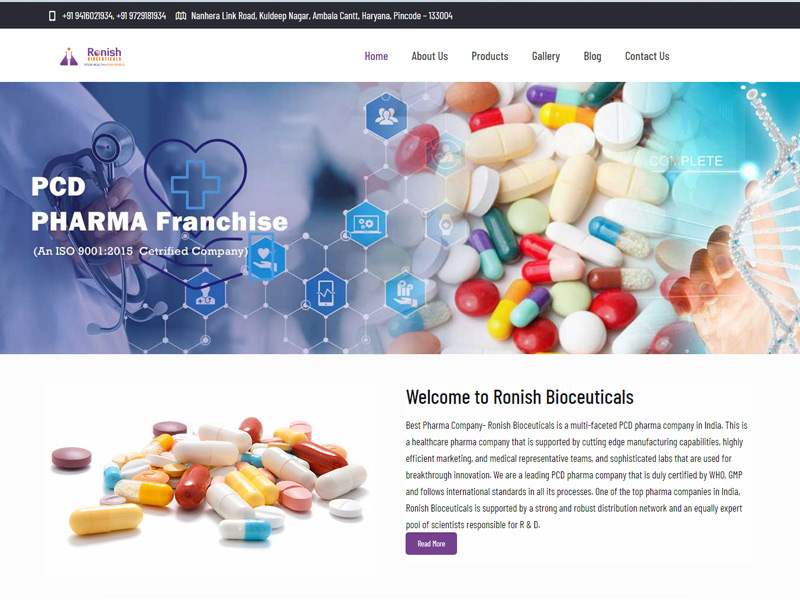 +91 9416021934, +91 9729181934 Nanhera Link Road, Kuldeep Nagar, Ambala Cantt, Haryana, Pincode – 133004
Ronish
BIOCEUTICALS
Home About Us Products Gallery Blog Contact Us
COMPLETE
PCD
PHARMA Franchise
(An ISO 9001:2015 Cetrified Company)
Welcome to Ronish Bioceuticals
Best Pharma Company- Ronish Bioceuticals is a multi-faceted PCD pharma company in India. This is
a healthcare pharma company that is supported by cutting edge manufacturing capabilities, highly
efficient marketing, and medical representative teams, and sophisticated labs that are used for
breakthrough innovation. We are a leading PCD pharma company that is duly certified by WHO, GMP
and follows international standards in all its processes. One of the top pharma companies in India,
Ronish Bioceuticals is supported by a strong and robust distribution network and an equally expert
pool of scientists responsible for R & D.
Read More